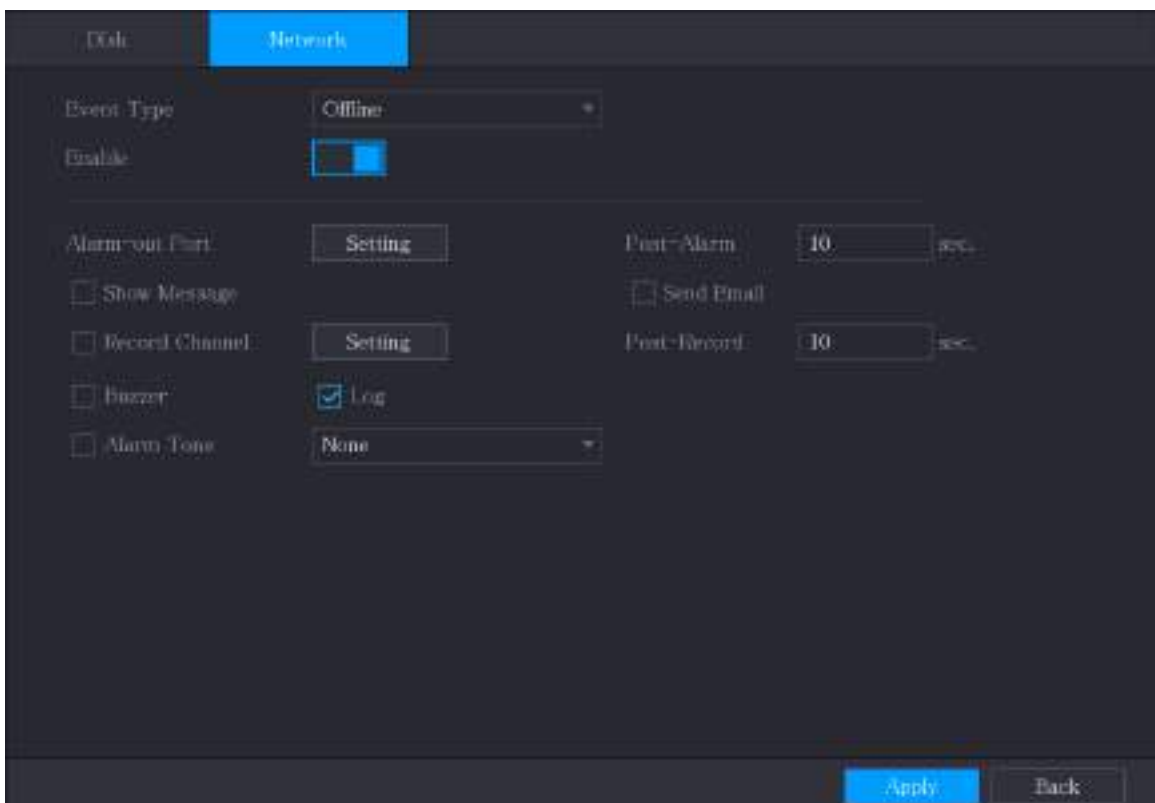 Disk Network
Event Type Offline
Enable
Alarm-out Port Setting Post-Alarm 10 sec.
Show Message Send Email
Record Channel Setting Post-Record 10 sec.
Buzzer Log
Alarm Tone None
Apply Back